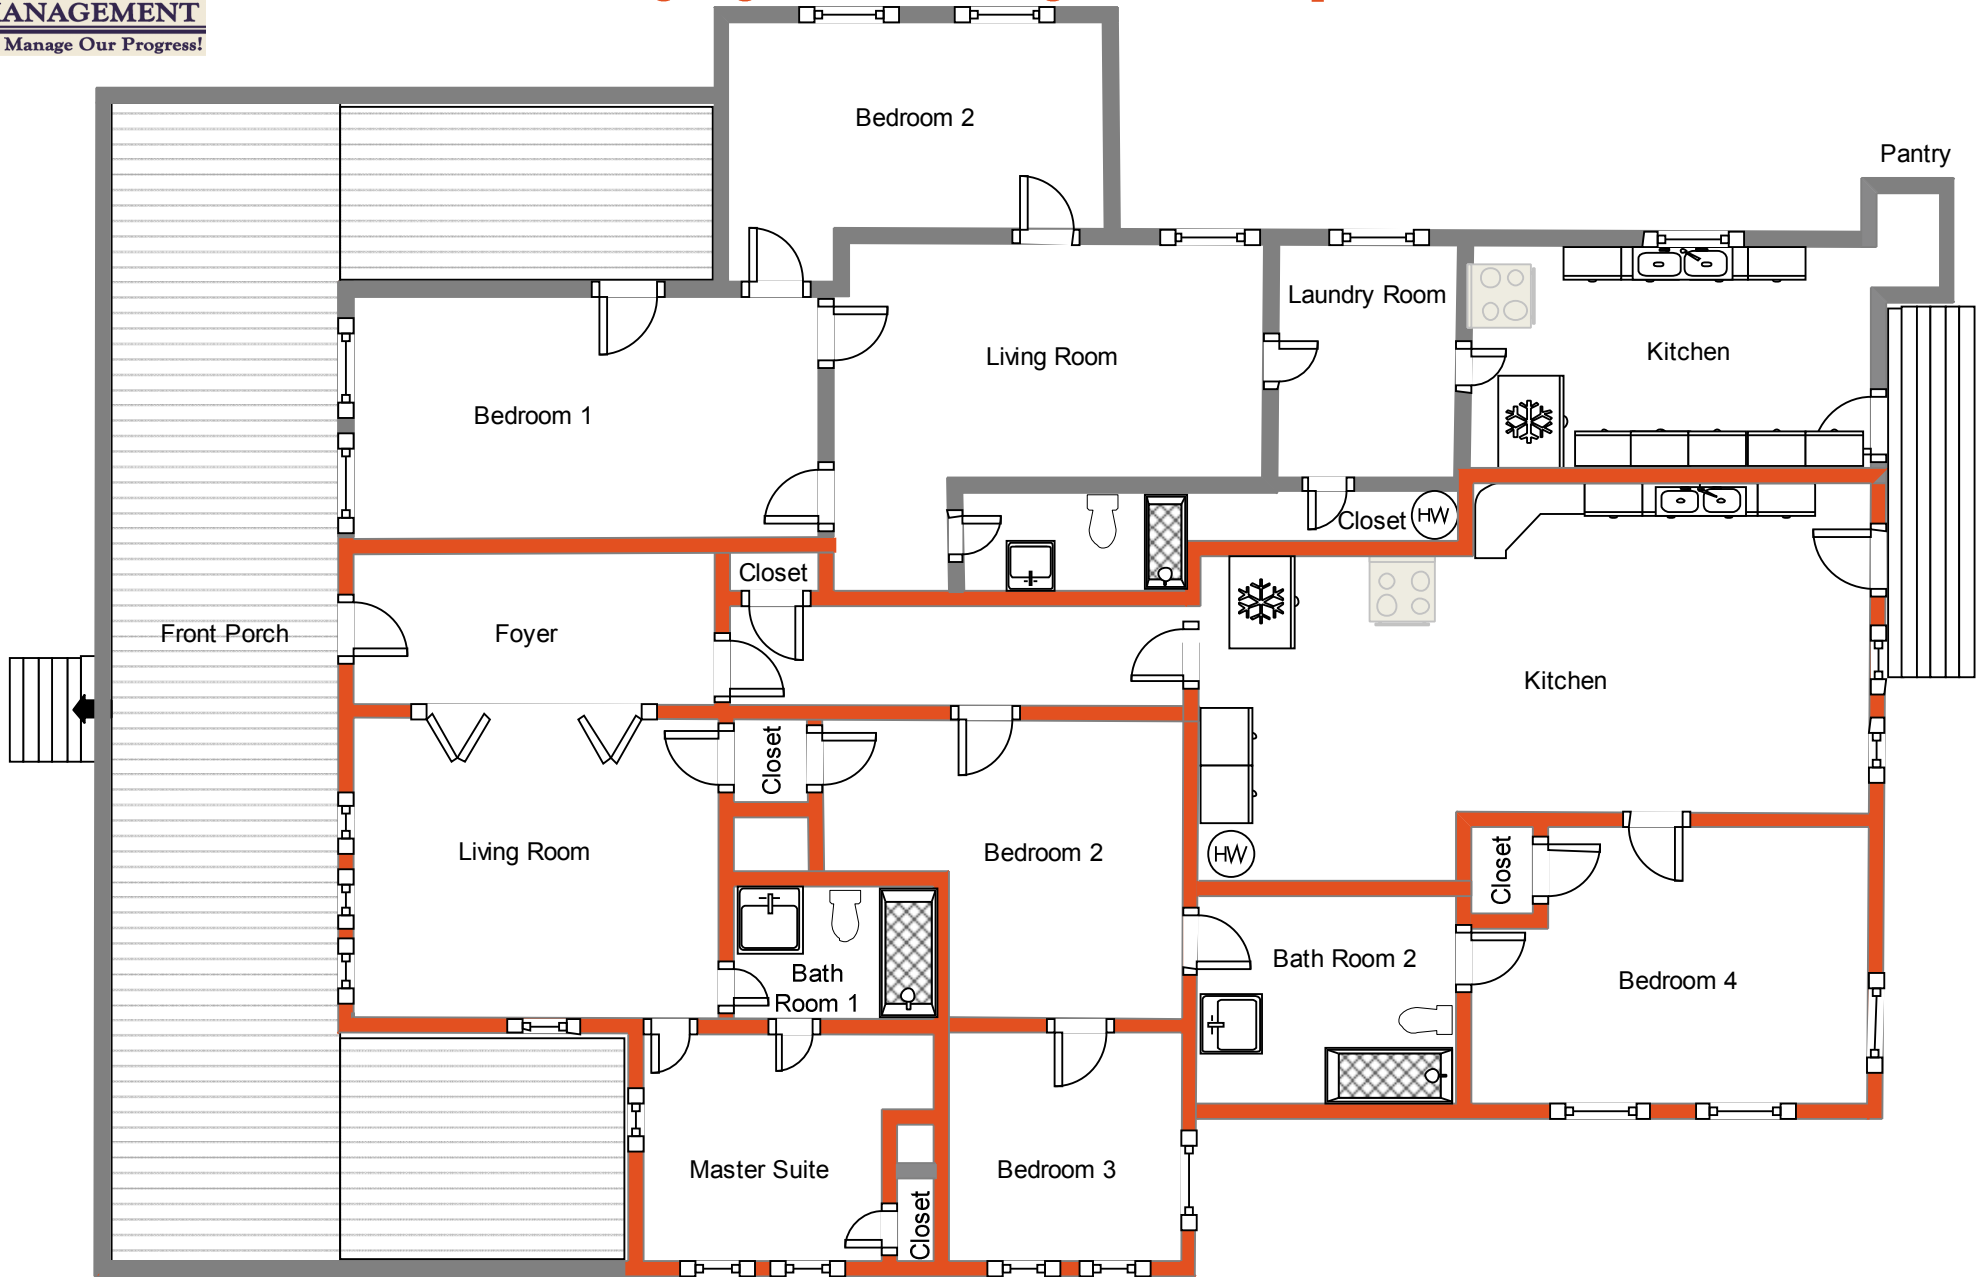 MANAGEMENT
Manage Our Progress!
Bedroom 2
Pantry
Laundry Room
Living Room
Kitchen
Bedroom 1
Closet
HW
Closet
Front Porch
Foyer
Kitchen
Closet
Living Room
Bedroom 2
HW
Closet
Bath
Room 1
Bath Room 2
Bedroom 4
Master Suite
Bedroom 3
Closet